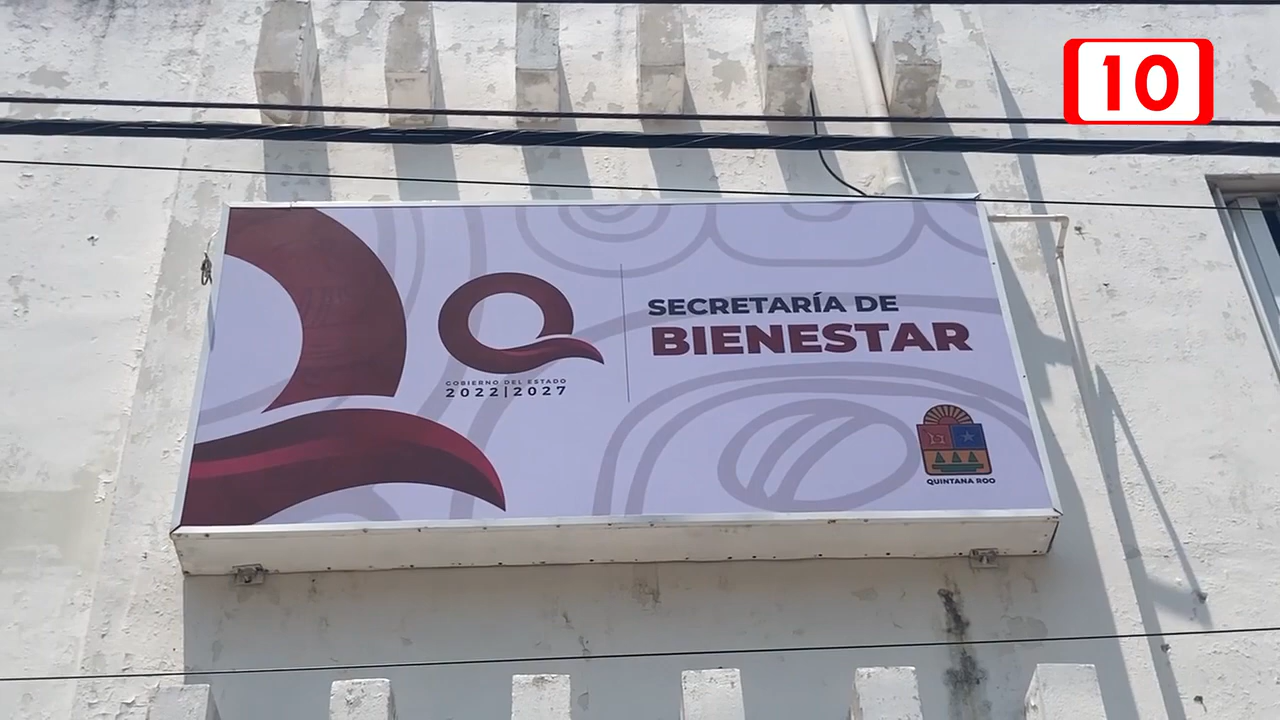 10
SECRETARÍA DE
BIENESTAR
GOBIERNO DEL ESTADO
2022|2027
QUINTANA ROO